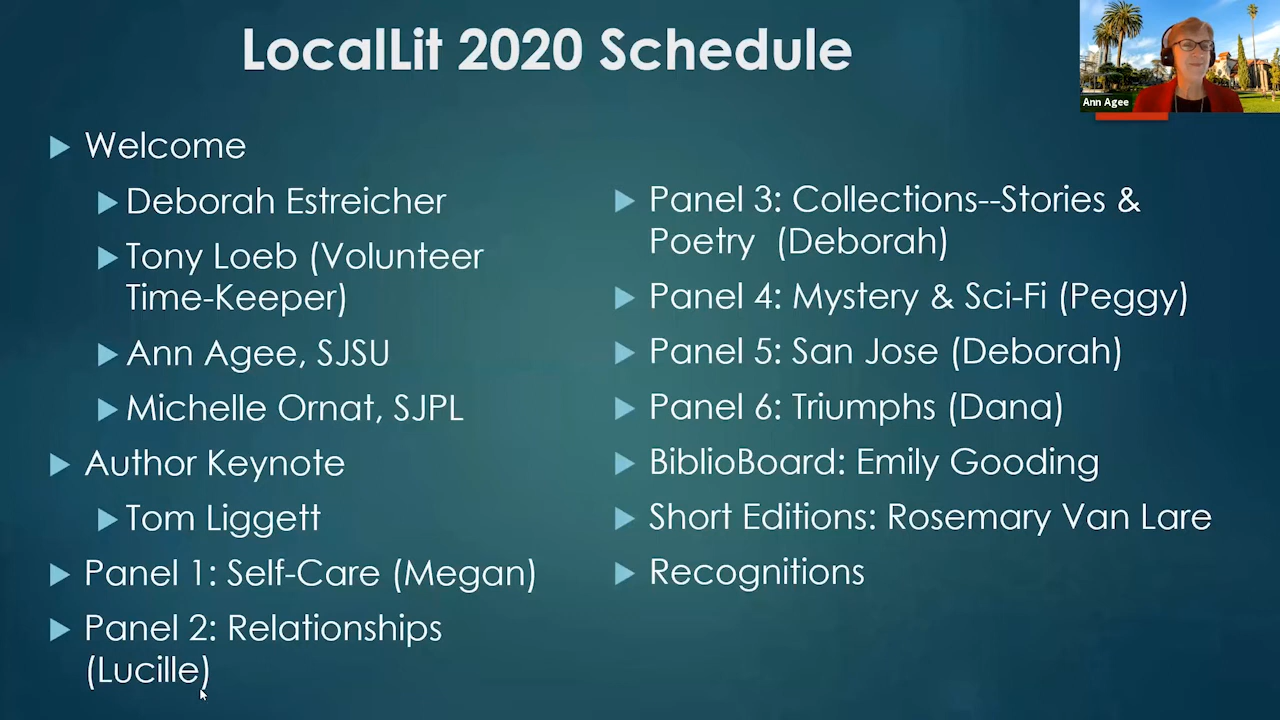 LocalLit 2020 Schedule
Ann Agee
Welcome
Deborah Estreicher
Tony Loeb (Volunteer
Time-Keeper)
Ann Agee, SJSU
Michelle Ornat, SJPL
Author Keynote
Tom Liggett
Panel 1: Self-Care (Megan)
Panel 2: Relationships
(Lucille)
Panel 3: Collections--Stories &
Poetry (Deborah)
Panel 4: Mystery & Sci-Fi (Peggy)
Panel 5: San Jose (Deborah)
Panel 6: Triumphs (Dana)
BiblioBoard: Emily Gooding
Short Editions: Rosemary Van Lare
Recognitions